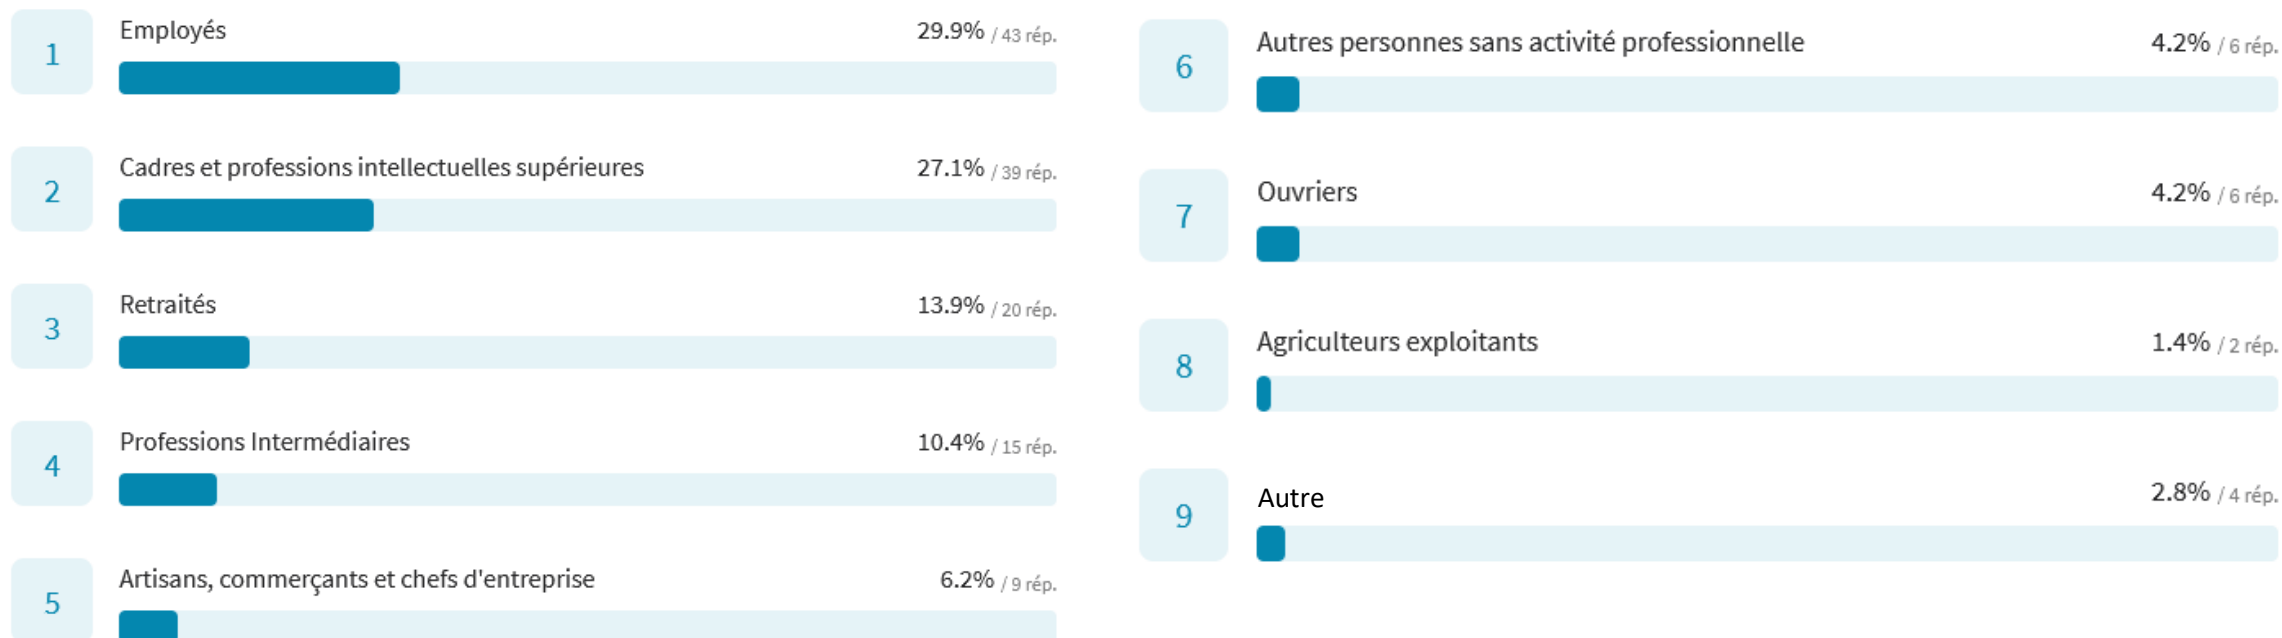 1
Employés 29.9% / 43 rép.
2
Cadres et professions intellectuelles supérieures 27.1% / 39 rép.
3
Retraités 13.9% / 20 rép.
4
Professions Intermédiaires 10.4% / 15 rép.
5
Artisans, commerçants et chefs d'entreprise 6.2% / 9 rép.
6
Autres personnes sans activité professionnelle 4.2% / 6 rép.
7
Ouvriers 4.2% / 6 rép.
8
Agriculteurs exploitants 1.4% / 2 rép.
9
Autre 2.8% / 4 rép.